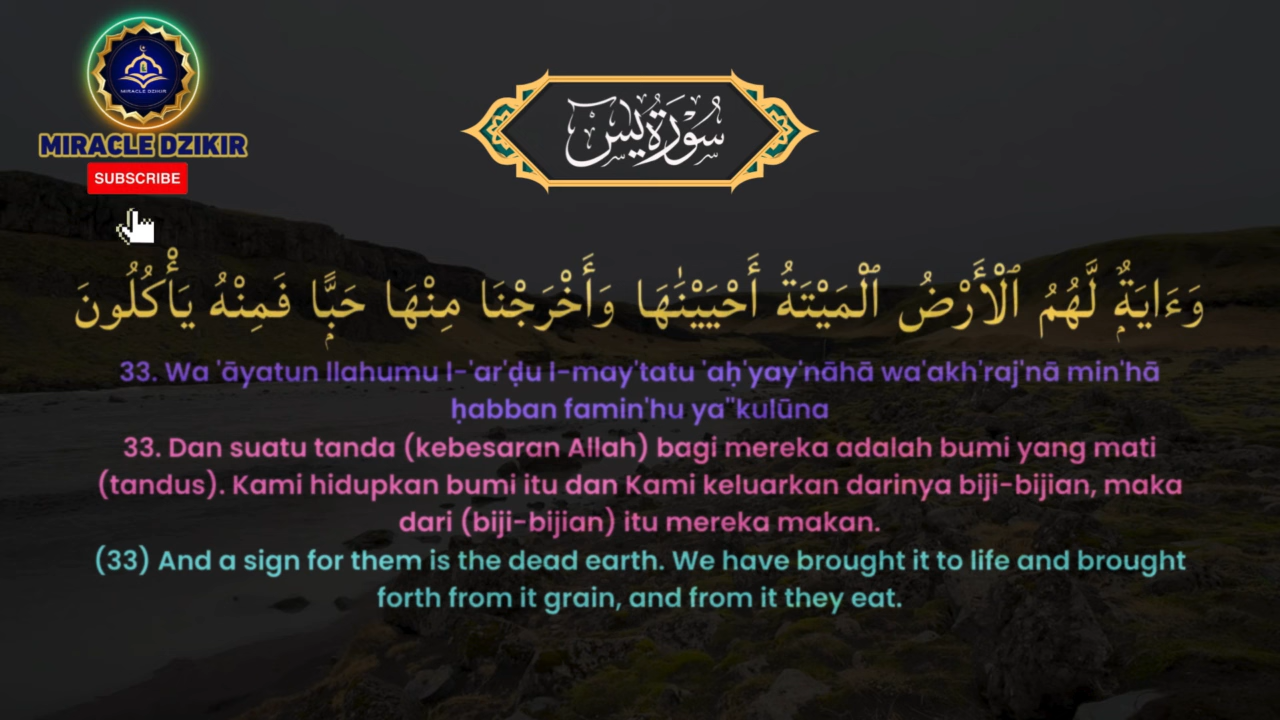 MIRACLE DZIKIR
MIRACLE DZIKIR
SUBSCRIBE
سُورَةُ يس
وَءَايَةٌۭ لَّهُمُ ٱلْأَرْضُ ٱلْمَيْتَةُ أَحْيَيْنَـٰهَا وَأَخْرَجْنَا مِنْهَا حَبًّۭا فَمِنْهُ يَأْكُلُونَ
33. Wa 'āyatun llahumu l-'ar'ḍu l-may'tatu 'aḥ'yay'nāhā wa'akh'raj'nā min'hā
ḥabban famin'hu ya''kulūna
33. Dan suatu tanda (kebesaran Allah) bagi mereka adalah bumi yang mati
(tandus). Kami hidupkan bumi itu dan Kami keluarkan darinya biji-bijian, maka
dari (biji-bijian) itu mereka makan.
(33) And a sign for them is the dead earth. We have brought it to life and brought
forth from it grain, and from it they eat.